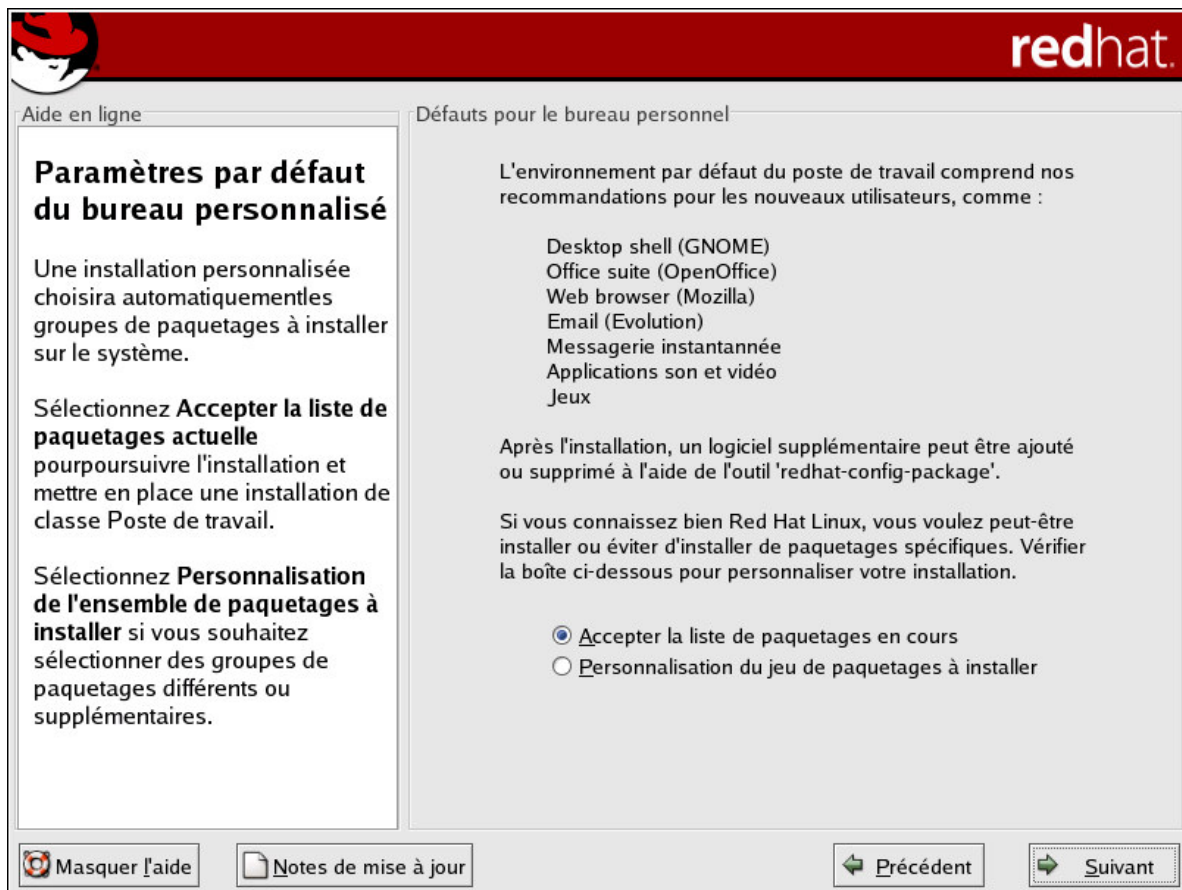 redhat.
Aide en ligne
Paramètres par défaut
du bureau personnalisé
Une installation personnalisée
choisira automatiquementles
groupes de paquetages à installer
sur le système.
Sélectionnez Accepter la liste de
paquetages actuelle
pourpoursuivre l'installation et
mettre en place une installation de
classe Poste de travail.
Sélectionnez Personnalisation
de l'ensemble de paquetages à
installer si vous souhaitez
sélectionner des groupes de
paquetages différents ou
supplémentaires.
Défauts pour le bureau personnel
L'environnement par défaut du poste de travail comprend nos
recommandations pour les nouveaux utilisateurs, comme :
Desktop shell (GNOME)
Office suite (OpenOffice)
Web browser (Mozilla)
Email (Evolution)
Messagerie instantannée
Applications son et vidéo
Jeux
Après l'installation, un logiciel supplémentaire peut être ajouté
ou supprimé à l'aide de l'outil 'redhat-config-package'.
Si vous connaissez bien Red Hat Linux, vous voulez peut-être
installer ou éviter d'installer de paquetages spécifiques. Vérifier
la boîte ci-dessous pour personnaliser votre installation.
Accepter la liste de paquetages en cours
Personnalisation du jeu de paquetages à installer
Masquer l'aide
Notes de mise à jour
Précédent
Suivant